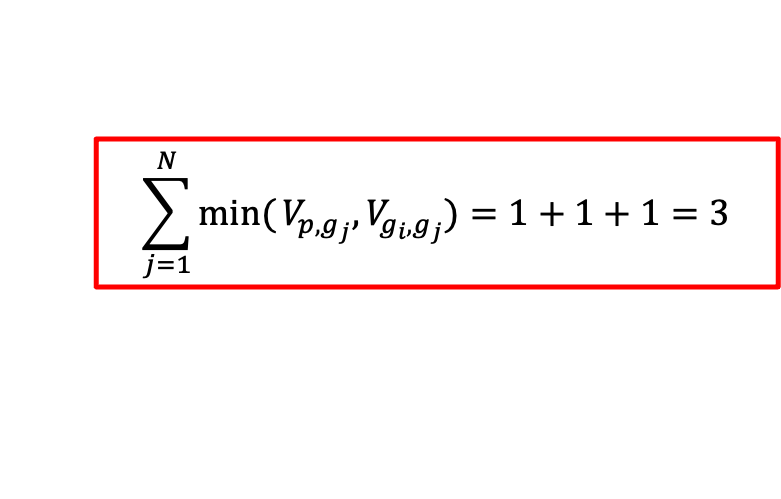 ∑_{j=1}^{N} min(V_{p,g_j}, V_{g_i,g_j}) = 1 + 1 + 1 = 3